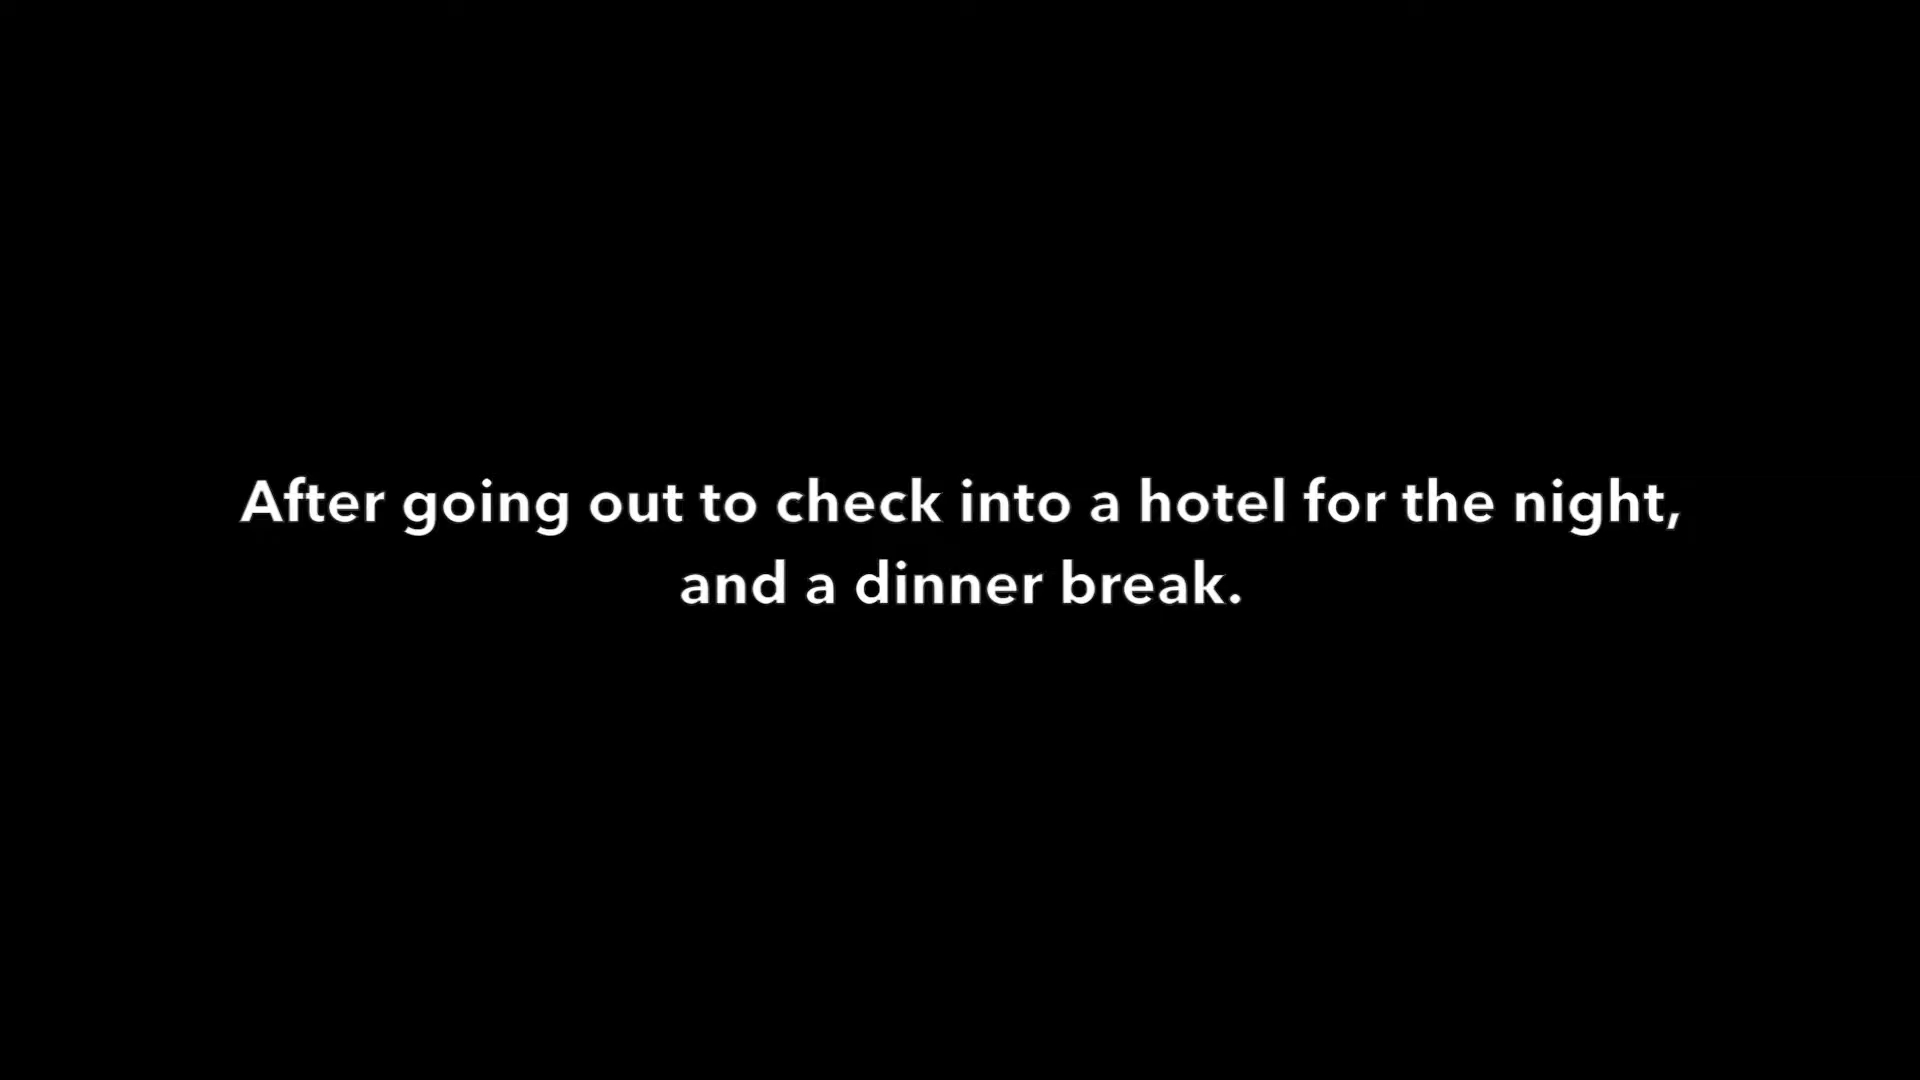 After going out to check into a hotel for the night,
and a dinner break.